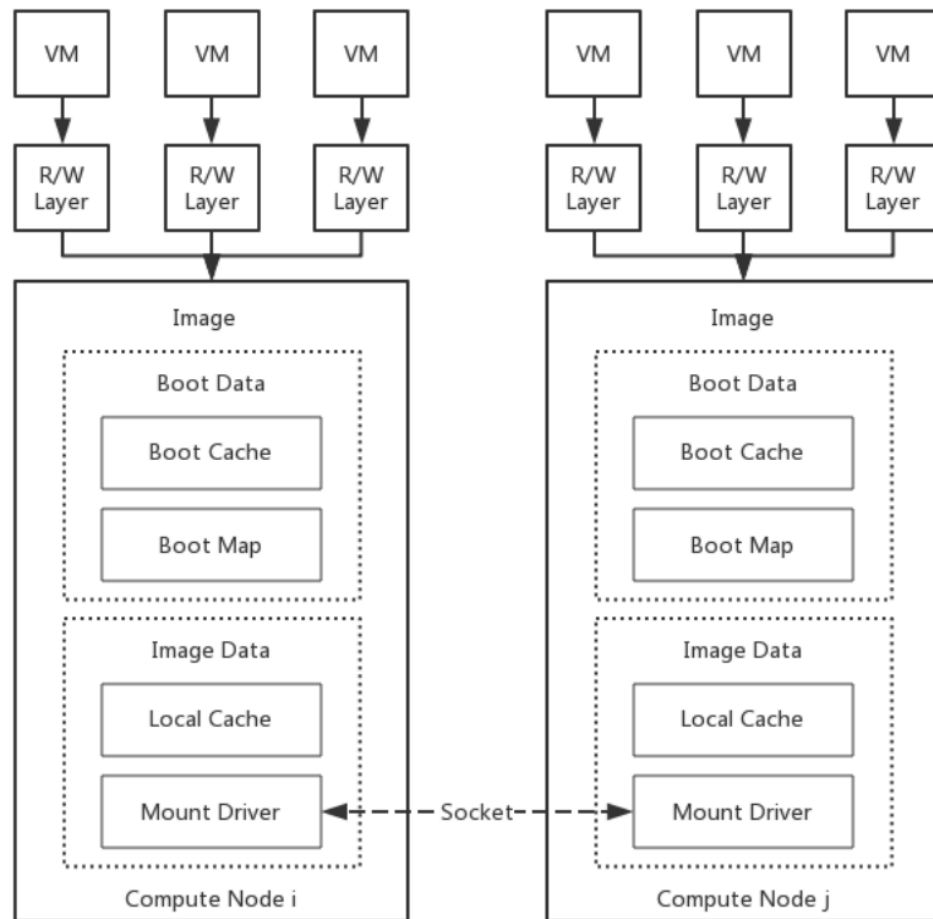 VM VM VM VM VM VM
R/W R/W R/W R/W R/W R/W
Layer Layer Layer Layer Layer Layer
Image Image
Boot Data Boot Data
Boot Cache Boot Cache
Boot Map Boot Map
Image Data Image Data
Local Cache Local Cache
Mount Driver Socket Mount Driver
Compute Node i Compute Node j